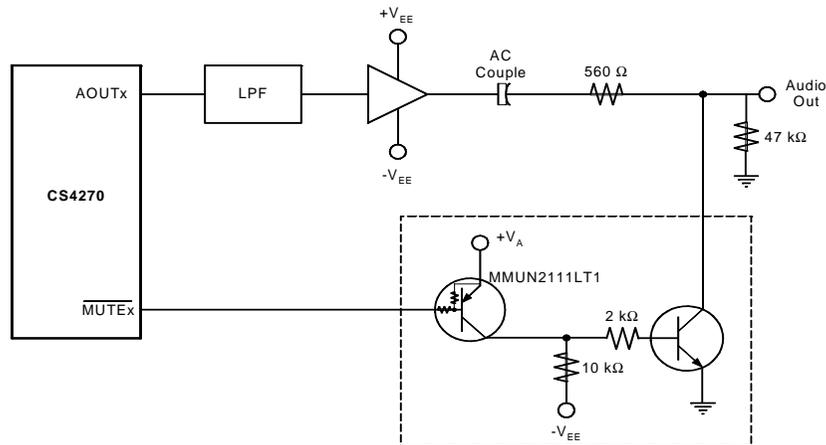 +V_EE
AC
Couple
560 Ω
AOUTx
LPF
Audio
Out
47 kΩ
-V_EE
CS4270
+V_A
MMUN2111LT1
MUTEx
2 kΩ
10 kΩ
-V_EE